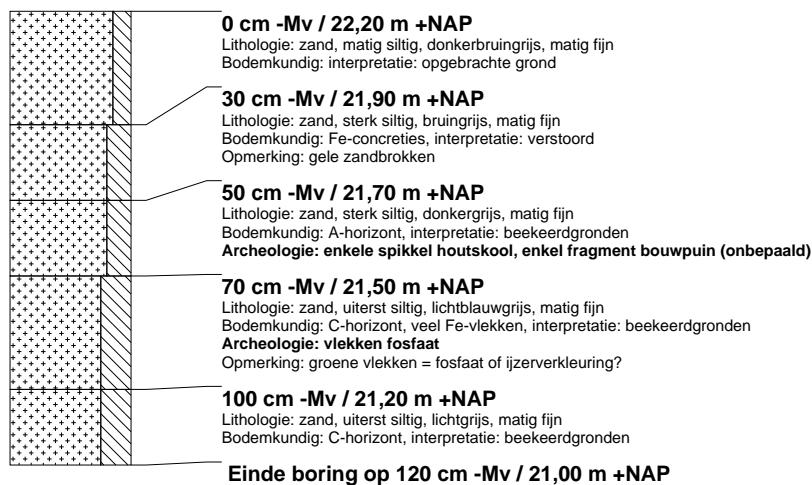 0 cm -Mv / 22,20 m +NAP
Lithologie: zand, matig siltig, donkerbruingrijs, matig fijn
Bodemkundig: interpretatie: opgebrachte grond
30 cm -Mv / 21,90 m +NAP
Lithologie: zand, sterk siltig, bruingrijs, matig fijn
Bodemkundig: Fe-concreties, interpretatie: verstoord
Opmerking: gele zandbrokken
50 cm -Mv / 21,70 m +NAP
Lithologie: zand, sterk siltig, donkergrijs, matig fijn
Bodemkundig: A-horizont, interpretatie: beekeerdgronden
Archeologie: enkele spikkel houtskool, enkel fragment bouwpuin (onbepaald)
70 cm -Mv / 21,50 m +NAP
Lithologie: zand, uiterst siltig, lichtblauwgrijs, matig fijn
Bodemkundig: C-horizont, veel Fe-vlekken, interpretatie: beekeerdgronden
Archeologie: vlekken fosfaat
Opmerking: groene vlekken = fosfaat of ijzerverkleuring?
100 cm -Mv / 21,20 m +NAP
Lithologie: zand, uiterst siltig, lichtgrijs, matig fijn
Bodemkundig: C-horizont, interpretatie: beekeerdgronden
Einde boring op 120 cm -Mv / 21,00 m +NAP